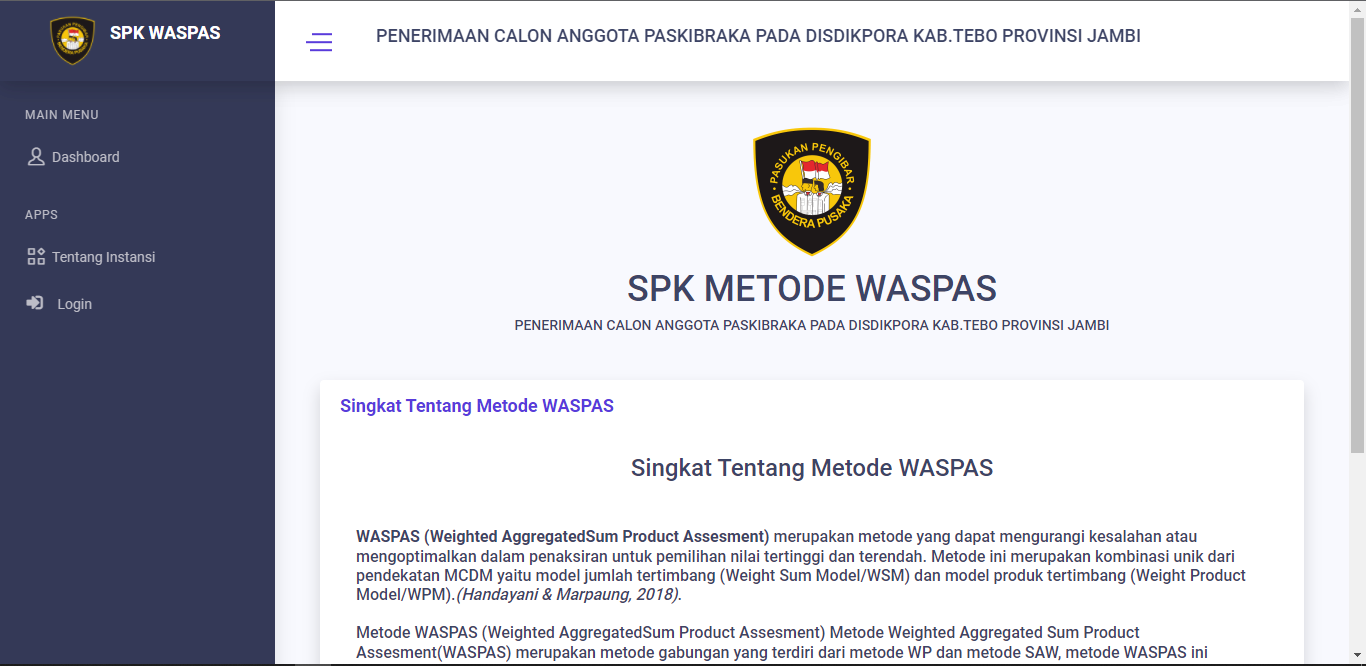 SPK WASPAS
PENERIMAAN CALON ANGGOTA PASKIBRAKA PADA DISDIKPORA KAB.TEBO PROVINSI JAMBI
MAIN MENU
Dashboard
APPS
Tentang Instansi
Login
PASUKAN PENGIBAR
BENDERA PUSAKA
SPK METODE WASPAS
PENERIMAAN CALON ANGGOTA PASKIBRAKA PADA DISDIKPORA KAB.TEBO PROVINSI JAMBI
Singkat Tentang Metode WASPAS
Singkat Tentang Metode WASPAS
WASPAS (Weighted AggregatedSum Product Assesment) merupakan metode yang dapat mengurangi kesalahan atau
mengoptimalkan dalam penaksiran untuk pemilihan nilai tertinggi dan terendah. Metode ini merupakan kombinasi unik dari
pendekatan MCDM yaitu model jumlah tertimbang (Weight Sum Model/WSM) dan model produk tertimbang (Weight Product
Model/WPM).(Handayani & Marpaung, 2018).
Metode WASPAS (Weighted AggregatedSum Product Assesment) Metode Weighted Aggregated Sum Product
Assesment(WASPAS) merupakan metode gabungan yang terdiri dari metode WP dan metode SAW, metode WASPAS ini